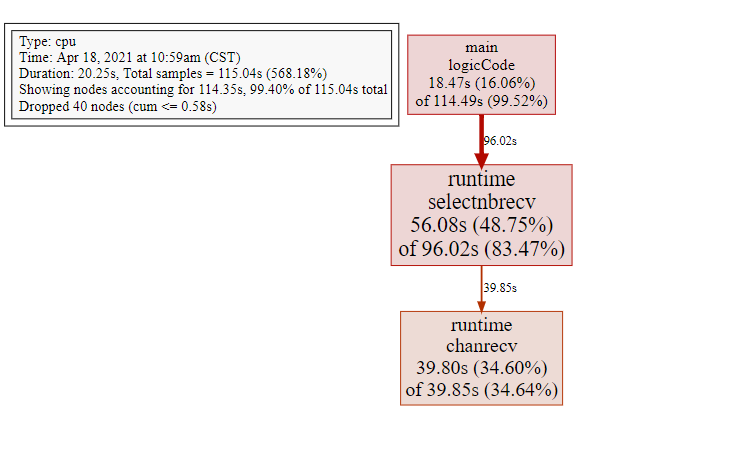 Type: cpu
Time: Apr 18, 2021 at 10:59am (CST)
Duration: 20.25s, Total samples = 115.04s (568.18%)
Showing nodes accounting for 114.35s, 99.40% of 115.04s total
Dropped 40 nodes (cum <= 0.58s)
main
logicCode
18.47s (16.06%)
of 114.49s (99.52%)
96.02s
runtime
selectnbrecv
56.08s (48.75%)
of 96.02s (83.47%)
39.85s
runtime
chanrecv
39.80s (34.60%)
of 39.85s (34.64%)